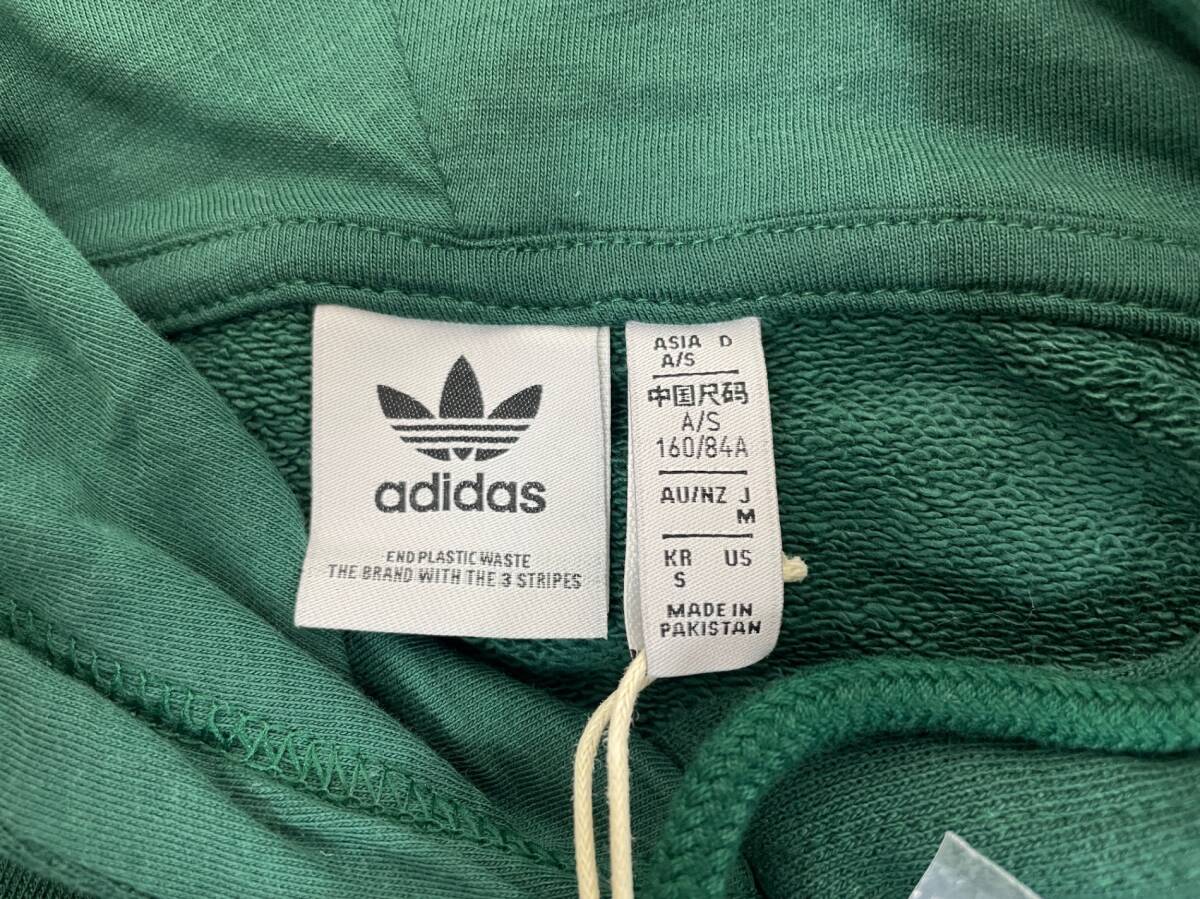 adidas
END PLASTIC WASTE
THE BRAND WITH THE 3 STRIPES
ASIA D
A/S
中国尺码
A/S
160/84A
AU/NZ J
M
KR US
S
MADE IN
PAKISTAN